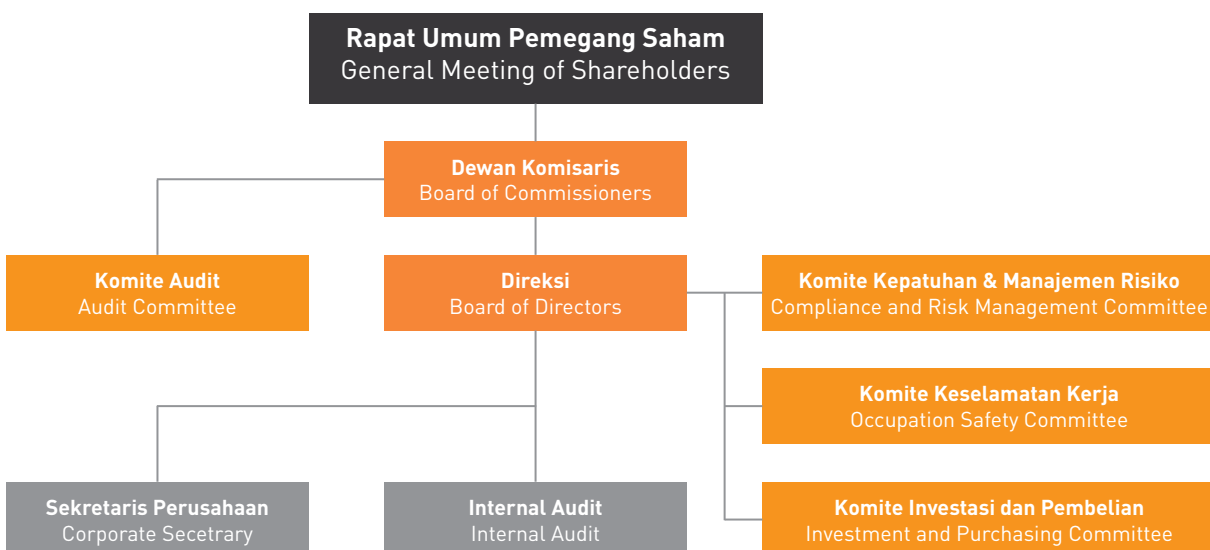 Rapat Umum Pemegang Saham
General Meeting of Shareholders
Dewan Komisaris
Board of Commissioners
Komite Audit
Audit Committee
Direksi
Board of Directors
Komite Kepatuhan & Manajemen Risiko
Compliance and Risk Management Committee
Komite Keselamatan Kerja
Occupation Safety Committee
Sekretaris Perusahaan
Corporate Secetrary
Internal Audit
Internal Audit
Komite Investasi dan Pembelian
Investment and Purchasing Committee